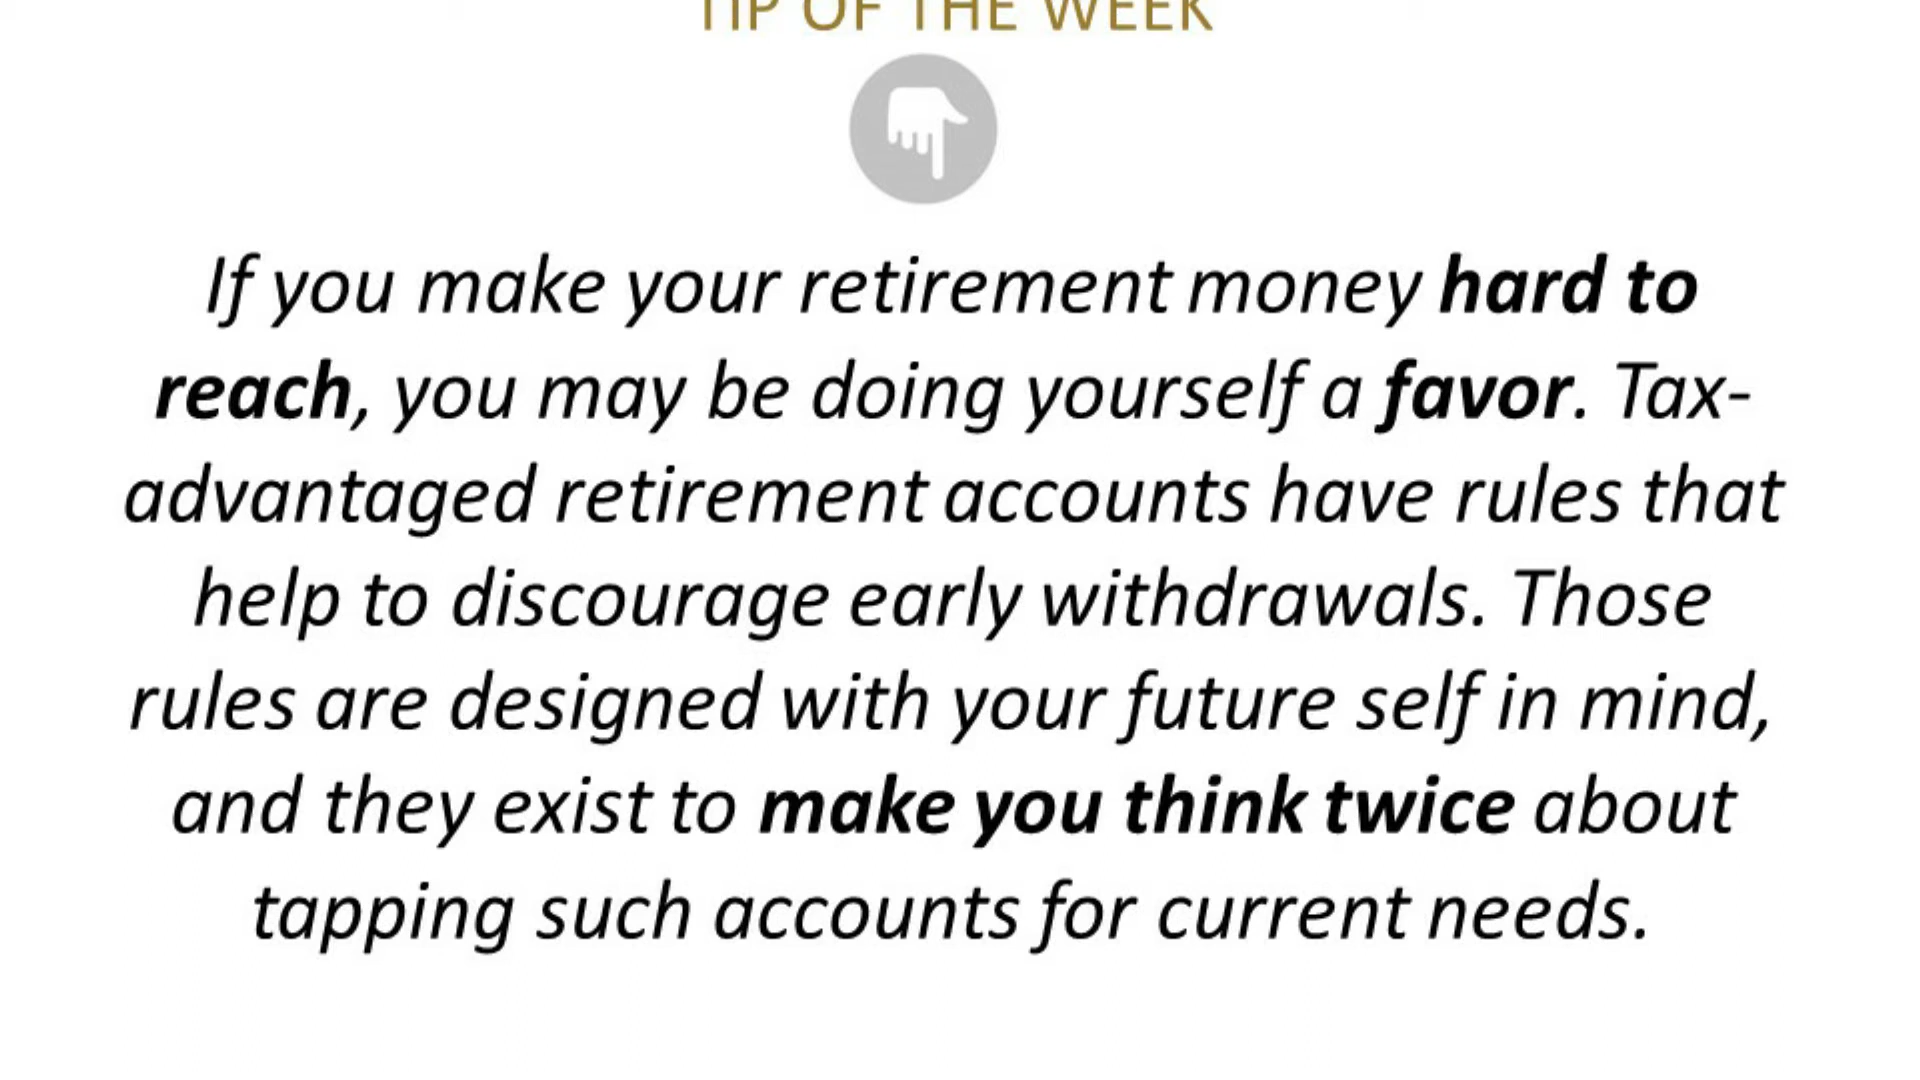 TIP OF THE WEEK
If you make your retirement money hard to
reach, you may be doing yourself a favor. Tax-
advantaged retirement accounts have rules that
help to discourage early withdrawals. Those
rules are designed with your future self in mind,
and they exist to make you think twice about
tapping such accounts for current needs.